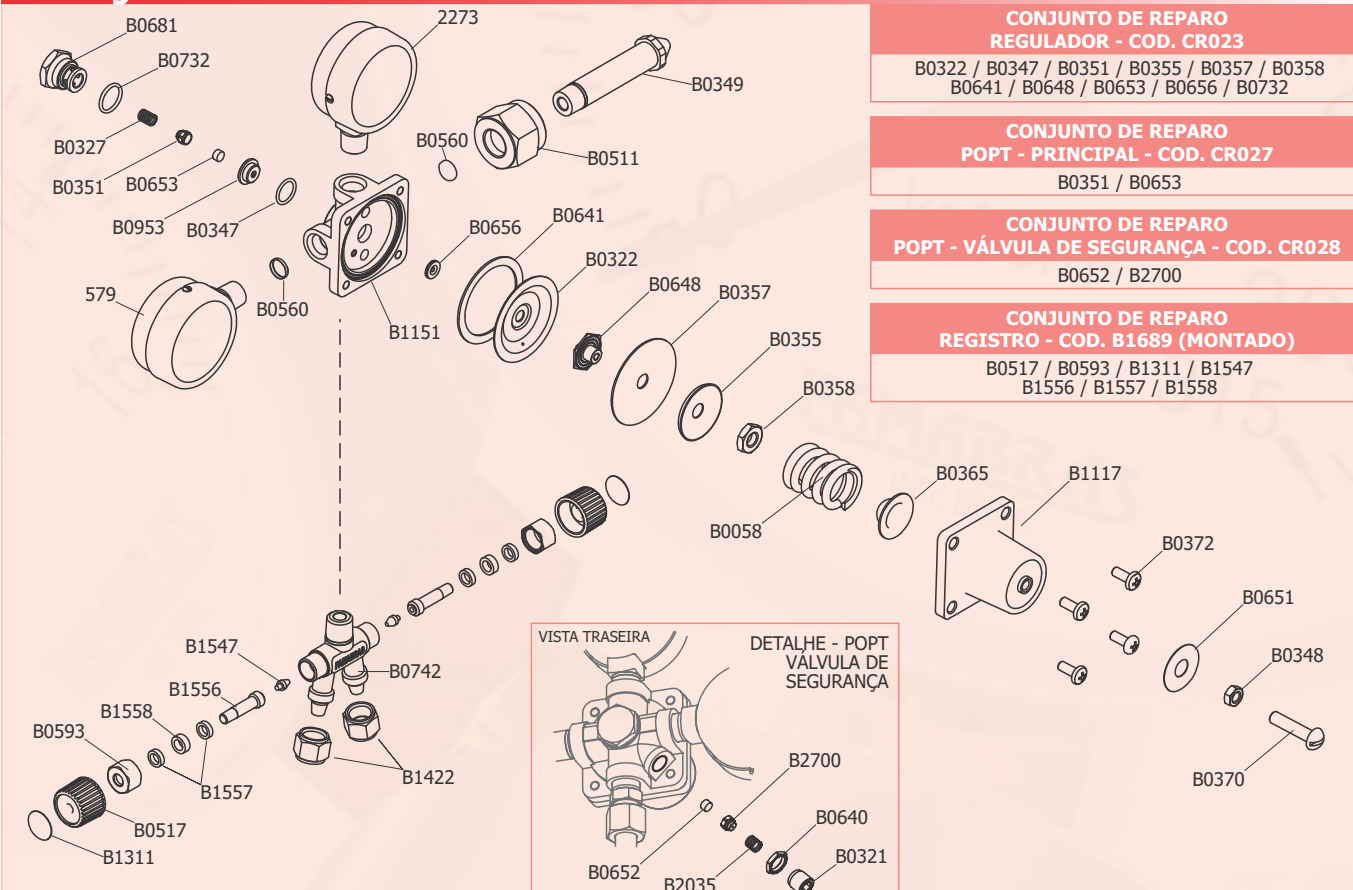 B0681
2273
B0732
B0349
B0327
B0560
B0511
B0351
B0653
B0953
B0347
B0656
B0641
B0322
B0648
B0357
B0355
B0358
579
B0560
B1151
B0058
B0365
B1117
B0372
B0651
B0348
B0370
CONJUNTO DE REPARO
REGULADOR - COD. CR023
B0322 / B0347 / B0351 / B0355 / B0357 / B0358
B0641 / B0648 / B0653 / B0656 / B0732
CONJUNTO DE REPARO
POPT - PRINCIPAL - COD. CR027
B0351 / B0653
CONJUNTO DE REPARO
POPT - VÁLVULA DE SEGURANÇA - COD. CR028
B0652 / B2700
CONJUNTO DE REPARO
REGISTRO - COD. B1689 (MONTADO)
B0517 / B0593 / B1311 / B1547
B1556 / B1557 / B1558
B1547
B0742
B1556
B1558
B0593
B1557
B1422
B0517
B1311
VISTA TRASEIRA
DETALHE - POPT
VÁLVULA DE
SEGURANÇA
B2700
B0640
B0321
B0652
B2035